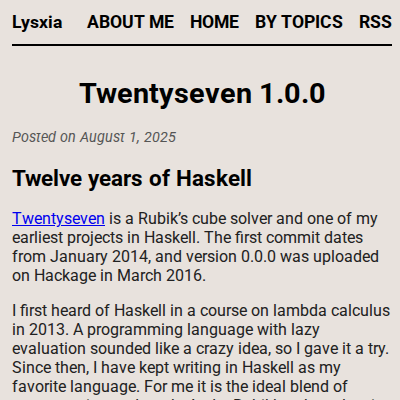 Lysxia ABOUT ME HOME BY TOPICS RSS
Twentyseven 1.0.0
Posted on August 1, 2025
Twelve years of Haskell
Twentyseven is a Rubik’s cube solver and one of my
earliest projects in Haskell. The first commit dates
from January 2014, and version 0.0.0 was uploaded
on Hackage in March 2016.
I first heard of Haskell in a course on lambda calculus
in 2013. A programming language with lazy
evaluation sounded like a crazy idea, so I gave it a try.
Since then, I have kept writing in Haskell as my
favorite language. For me it is the ideal blend of